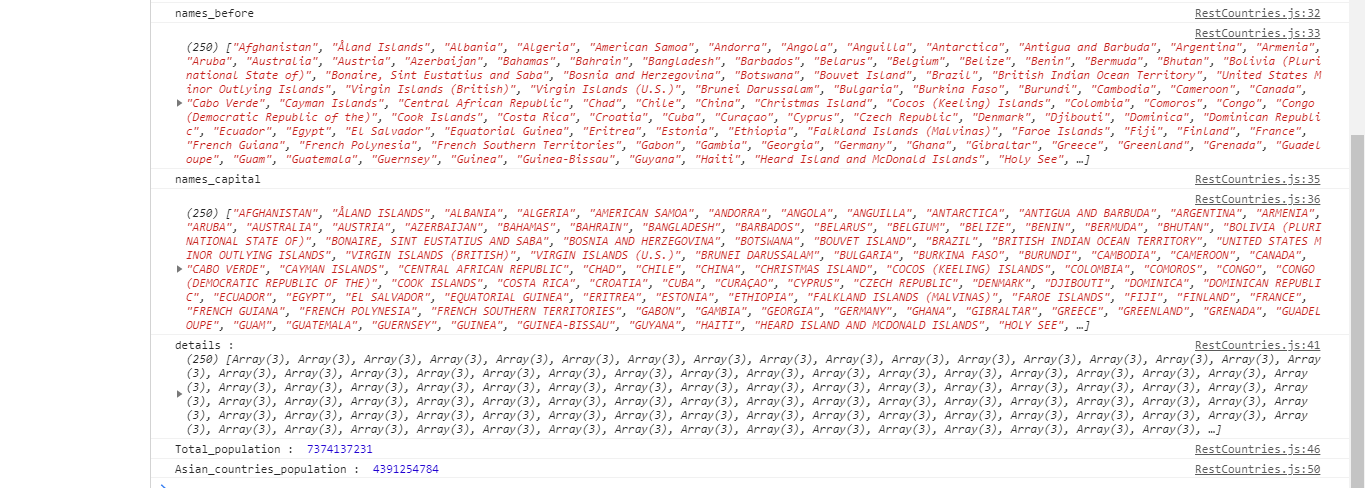 names_before RestCountries.js:32
RestCountries.js:33
(250) ["Afghanistan", "Åland Islands", "Albania", "Algeria", "American Samoa", "Andorra", "Angola", "Anguilla", "Antarctica", "Antigua and Barbuda", "Argentina", "Armenia",
"Aruba", "Australia", "Austria", "Azerbaijan", "Bahamas", "Bahrain", "Bangladesh", "Barbados", "Belarus", "Belgium", "Belize", "Benin", "Bermuda", "Bhutan", "Bolivia (Pluri
national State of)", "Bonaire, Sint Eustatius and Saba", "Bosnia and Herzegovina", "Botswana", "Bouvet Island", "Brazil", "British Indian Ocean Territory", "United States M
inor Outlying Islands", "Virgin Islands (British)", "Virgin Islands (U.S.)", "Brunei Darussalam", "Bulgaria", "Burkina Faso", "Burundi", "Cambodia", "Cameroon", "Canada",
"Cabo Verde", "Cayman Islands", "Central African Republic", "Chad", "Chile", "China", "Christmas Island", "Cocos (Keeling) Islands", "Colombia", "Comoros", "Congo", "Congo
(Democratic Republic of the)", "Cook Islands", "Costa Rica", "Croatia", "Cuba", "Curaçao", "Cyprus", "Czech Republic", "Denmark", "Djibouti", "Dominica", "Dominican Republi
c", "Ecuador", "Egypt", "El Salvador", "Equatorial Guinea", "Eritrea", "Estonia", "Ethiopia", "Falkland Islands (Malvinas)", "Faroe Islands", "Fiji", "Finland", "France",
"French Guiana", "French Polynesia", "French Southern Territories", "Gabon", "Gambia", "Georgia", "Germany", "Ghana", "Gibraltar", "Greece", "Greenland", "Grenada", "Guadel
oupe", "Guam", "Guatemala", "Guernsey", "Guinea", "Guinea-Bissau", "Guyana", "Haiti", "Heard Island and McDonald Islands", "Holy See", …]
names_capital RestCountries.js:35
RestCountries.js:36
(250) ["AFGHANISTAN", "ÅLAND ISLANDS", "ALBANIA", "ALGERIA", "AMERICAN SAMOA", "ANDORRA", "ANGOLA", "ANGUILLA", "ANTARCTICA", "ANTIGUA AND BARBUDA", "ARGENTINA", "ARMENIA",
"ARUBA", "AUSTRALIA", "AUSTRIA", "AZERBAIJAN", "BAHAMAS", "BAHRAIN", "BANGLADESH", "BARBADOS", "BELARUS", "BELGIUM", "BELIZE", "BENIN", "BERMUDA", "BHUTAN", "BOLIVIA (PLURI
NATIONAL STATE OF)", "BONAIRE, SINT EUSTATIUS AND SABA", "BOSNIA AND HERZEGOVINA", "BOTSWANA", "BOUVET ISLAND", "BRAZIL", "BRITISH INDIAN OCEAN TERRITORY", "UNITED STATES M
INOR OUTLYING ISLANDS", "VIRGIN ISLANDS (BRITISH)", "VIRGIN ISLANDS (U.S.)", "BRUNEI DARUSSALAM", "BULGARIA", "BURKINA FASO", "BURUNDI", "CAMBODIA", "CAMEROON", "CANADA",
"CABO VERDE", "CAYMAN ISLANDS", "CENTRAL AFRICAN REPUBLIC", "CHAD", "CHILE", "CHINA", "CHRISTMAS ISLAND", "COCOS (KEELING) ISLANDS", "COLOMBIA", "COMOROS", "CONGO", "CONGO
(DEMOCRATIC REPUBLIC OF THE)", "COOK ISLANDS", "COSTA RICA", "CROATIA", "CUBA", "CURAÇAO", "CYPRUS", "CZECH REPUBLIC", "DENMARK", "DJIBOUTI", "DOMINICA", "DOMINICAN REPUBLI
C", "ECUADOR", "EGYPT", "EL SALVADOR", "EQUATORIAL GUINEA", "ERITREA", "ESTONIA", "ETHIOPIA", "FALKLAND ISLANDS (MALVINAS)", "FAROE ISLANDS", "FIJI", "FINLAND", "FRANCE",
"FRENCH GUIANA", "FRENCH POLYNESIA", "FRENCH SOUTHERN TERRITORIES", "GABON", "GAMBIA", "GEORGIA", "GERMANY", "GHANA", "GIBRALTAR", "GREECE", "GREENLAND", "GRENADA", "GUADEL
OUPE", "GUAM", "GUATEMALA", "GUERNSEY", "GUINEA", "GUINEA-BISSAU", "GUYANA", "HAITI", "HEARD ISLAND AND MCDONALD ISLANDS", "HOLY SEE", …]
details : RestCountries.js:41
(250) [Array(3), Array(3), Array(3), Array(3), Array(3), Array(3), Array(3), Array(3), Array(3), Array(3), Array(3), Array(3), Array(3), Array(3), Array(3), Array(3), Array
(3), Array(3), Array(3), Array(3), Array(3), Array(3), Array(3), Array(3), Array(3), Array(3), Array(3), Array(3), Array(3), Array(3), Array(3), Array(3), Array(3), Array
(3), Array(3), Array(3), Array(3), Array(3), Array(3), Array(3), Array(3), Array(3), Array(3), Array(3), Array(3), Array(3), Array(3), Array(3), Array(3), Array(3), Array
(3), Array(3), Array(3), Array(3), Array(3), Array(3), Array(3), Array(3), Array(3), Array(3), Array(3), Array(3), Array(3), Array(3), Array(3), Array(3), Array(3), Array
(3), Array(3), Array(3), Array(3), Array(3), Array(3), Array(3), Array(3), Array(3), Array(3), Array(3), Array(3), Array(3), Array(3), Array(3), Array(3), Array(3), Array
(3), Array(3), Array(3), Array(3), Array(3), Array(3), Array(3), Array(3), Array(3), Array(3), Array(3), Array(3), Array(3), Array(3), Array(3), Array(3), …]
Total_population : 7374137231 RestCountries.js:46
Asian_countries_population : 4391254784 RestCountries.js:50